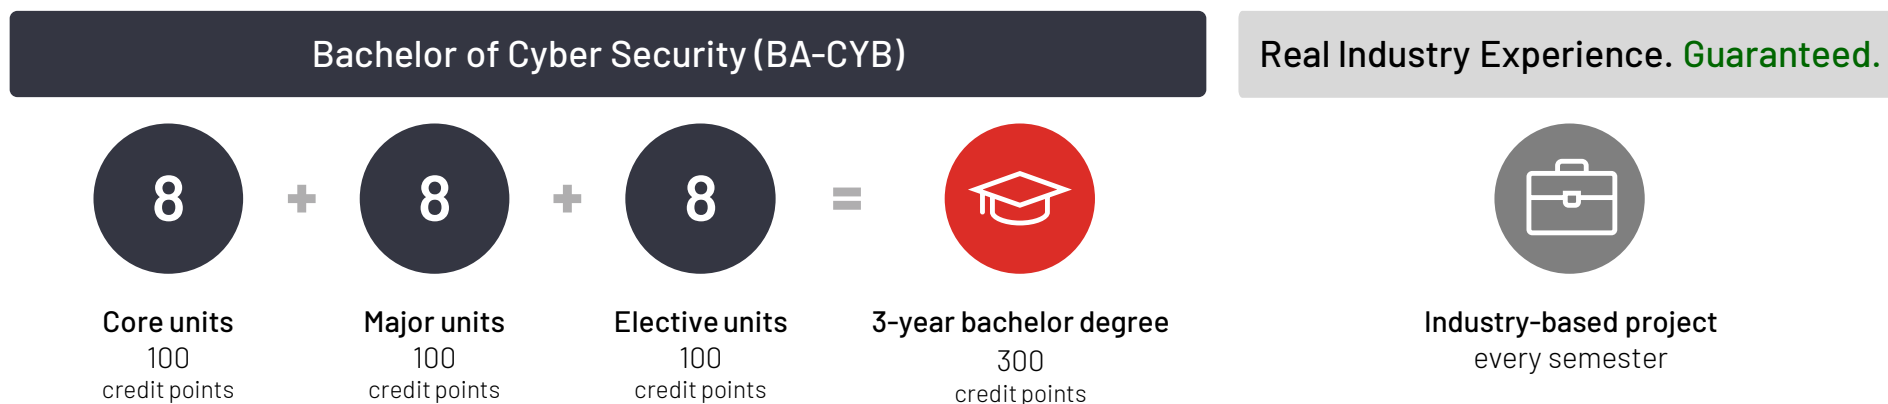 Bachelor of Cyber Security (BA-CYB)
Real Industry Experience. Guaranteed.
8
8
8
Core units
100
credit points
Major units
100
credit points
Elective units
100
credit points
3-year bachelor degree
300
credit points
Industry-based project
every semester